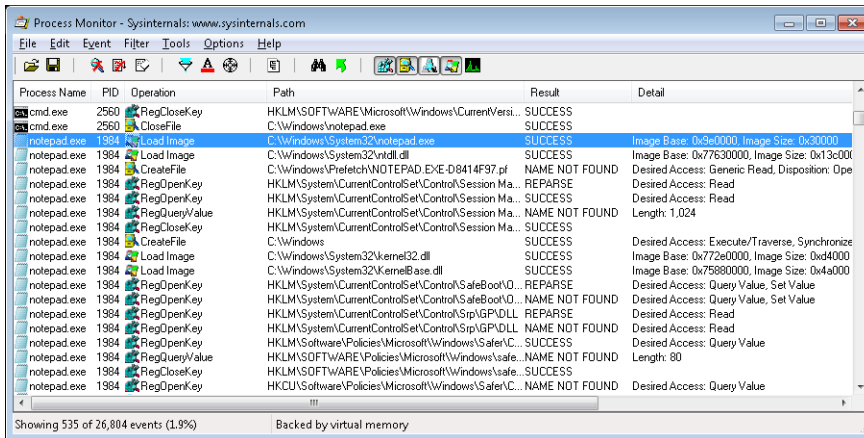 Process Monitor - Sysinternals: www.sysinternals.com
File Edit Event Filter Tools Options Help
Process Name PID Operation Path Result Detail
cmd.exe 2560 RegCloseKey HKLM\SOFTWARE\Microsoft\Windows\CurrentVersi... SUCCESS
cmd.exe 2560 CloseFile C:\Windows\notepad.exe SUCCESS
notepad.exe 1984 Load Image C:\Windows\System32\notepad.exe SUCCESS Image Base: 0x9e0000, Image Size: 0x30000
notepad.exe 1984 Load Image C:\Windows\System32\ntdll.dll SUCCESS Image Base: 0x77630000, Image Size: 0x13c00
notepad.exe 1984 CreateFile C:\Windows\Prefetch\NOTEPAD.EXE-D8414F97.pf NAME NOT FOUND Desired Access: Generic Read, Disposition: Ope
notepad.exe 1984 RegOpenKey HKLM\System\CurrentControlSet\Control\Session Ma... REPARSE Desired Access: Read
notepad.exe 1984 RegOpenKey HKLM\System\CurrentControlSet\Control\Session Ma... SUCCESS Desired Access: Read
notepad.exe 1984 RegQueryValue HKLM\System\CurrentControlSet\Control\Session Ma... NAME NOT FOUND Length: 1,024
notepad.exe 1984 RegCloseKey HKLM\System\CurrentControlSet\Control\Session Ma... SUCCESS
notepad.exe 1984 CreateFile C:\Windows SUCCESS Desired Access: Execute/Traverse, Synchronize
notepad.exe 1984 Load Image C:\Windows\System32\kernel32.dll SUCCESS Image Base: 0x772e0000, Image Size: 0xd4000
notepad.exe 1984 Load Image C:\Windows\System32\KernelBase.dll SUCCESS Image Base: 0x75880000, Image Size: 0x4a000
notepad.exe 1984 RegOpenKey HKLM\System\CurrentControlSet\Control\SafeBoot\O... REPARSE Desired Access: Query Value, Set Value
notepad.exe 1984 RegOpenKey HKLM\System\CurrentControlSet\Control\SafeBoot\O... NAME NOT FOUND Desired Access: Query Value, Set Value
notepad.exe 1984 RegOpenKey HKLM\System\CurrentControlSet\Control\Srp\GP\DLL REPARSE Desired Access: Read
notepad.exe 1984 RegOpenKey HKLM\System\CurrentControlSet\Control\Srp\GP\DLL NAME NOT FOUND Desired Access: Read
notepad.exe 1984 RegOpenKey HKLM\Software\Policies\Microsoft\Windows\Safer\C... SUCCESS Desired Access: Query Value
notepad.exe 1984 RegQueryValue HKLM\SOFTWARE\Policies\Microsoft\Windows\safe... NAME NOT FOUND Length: 80
notepad.exe 1984 RegCloseKey HKLM\SOFTWARE\Policies\Microsoft\Windows\safe... SUCCESS
notepad.exe 1984 RegOpenKey HKCU\Software\Policies\Microsoft\Windows\Safer\C... NAME NOT FOUND Desired Access: Query Value
Showing 535 of 26,804 events (1.9%) Backed by virtual memory